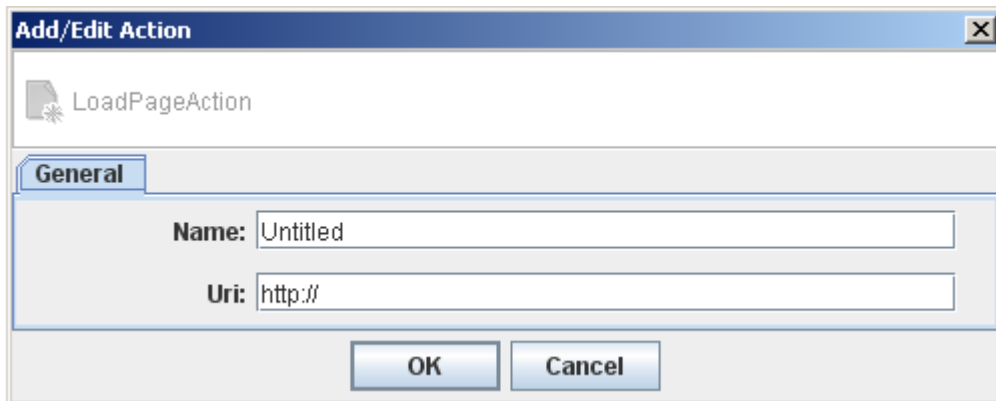 Add/Edit Action
LoadPageAction
General
Name: Untitled
Uri: http://
OK Cancel